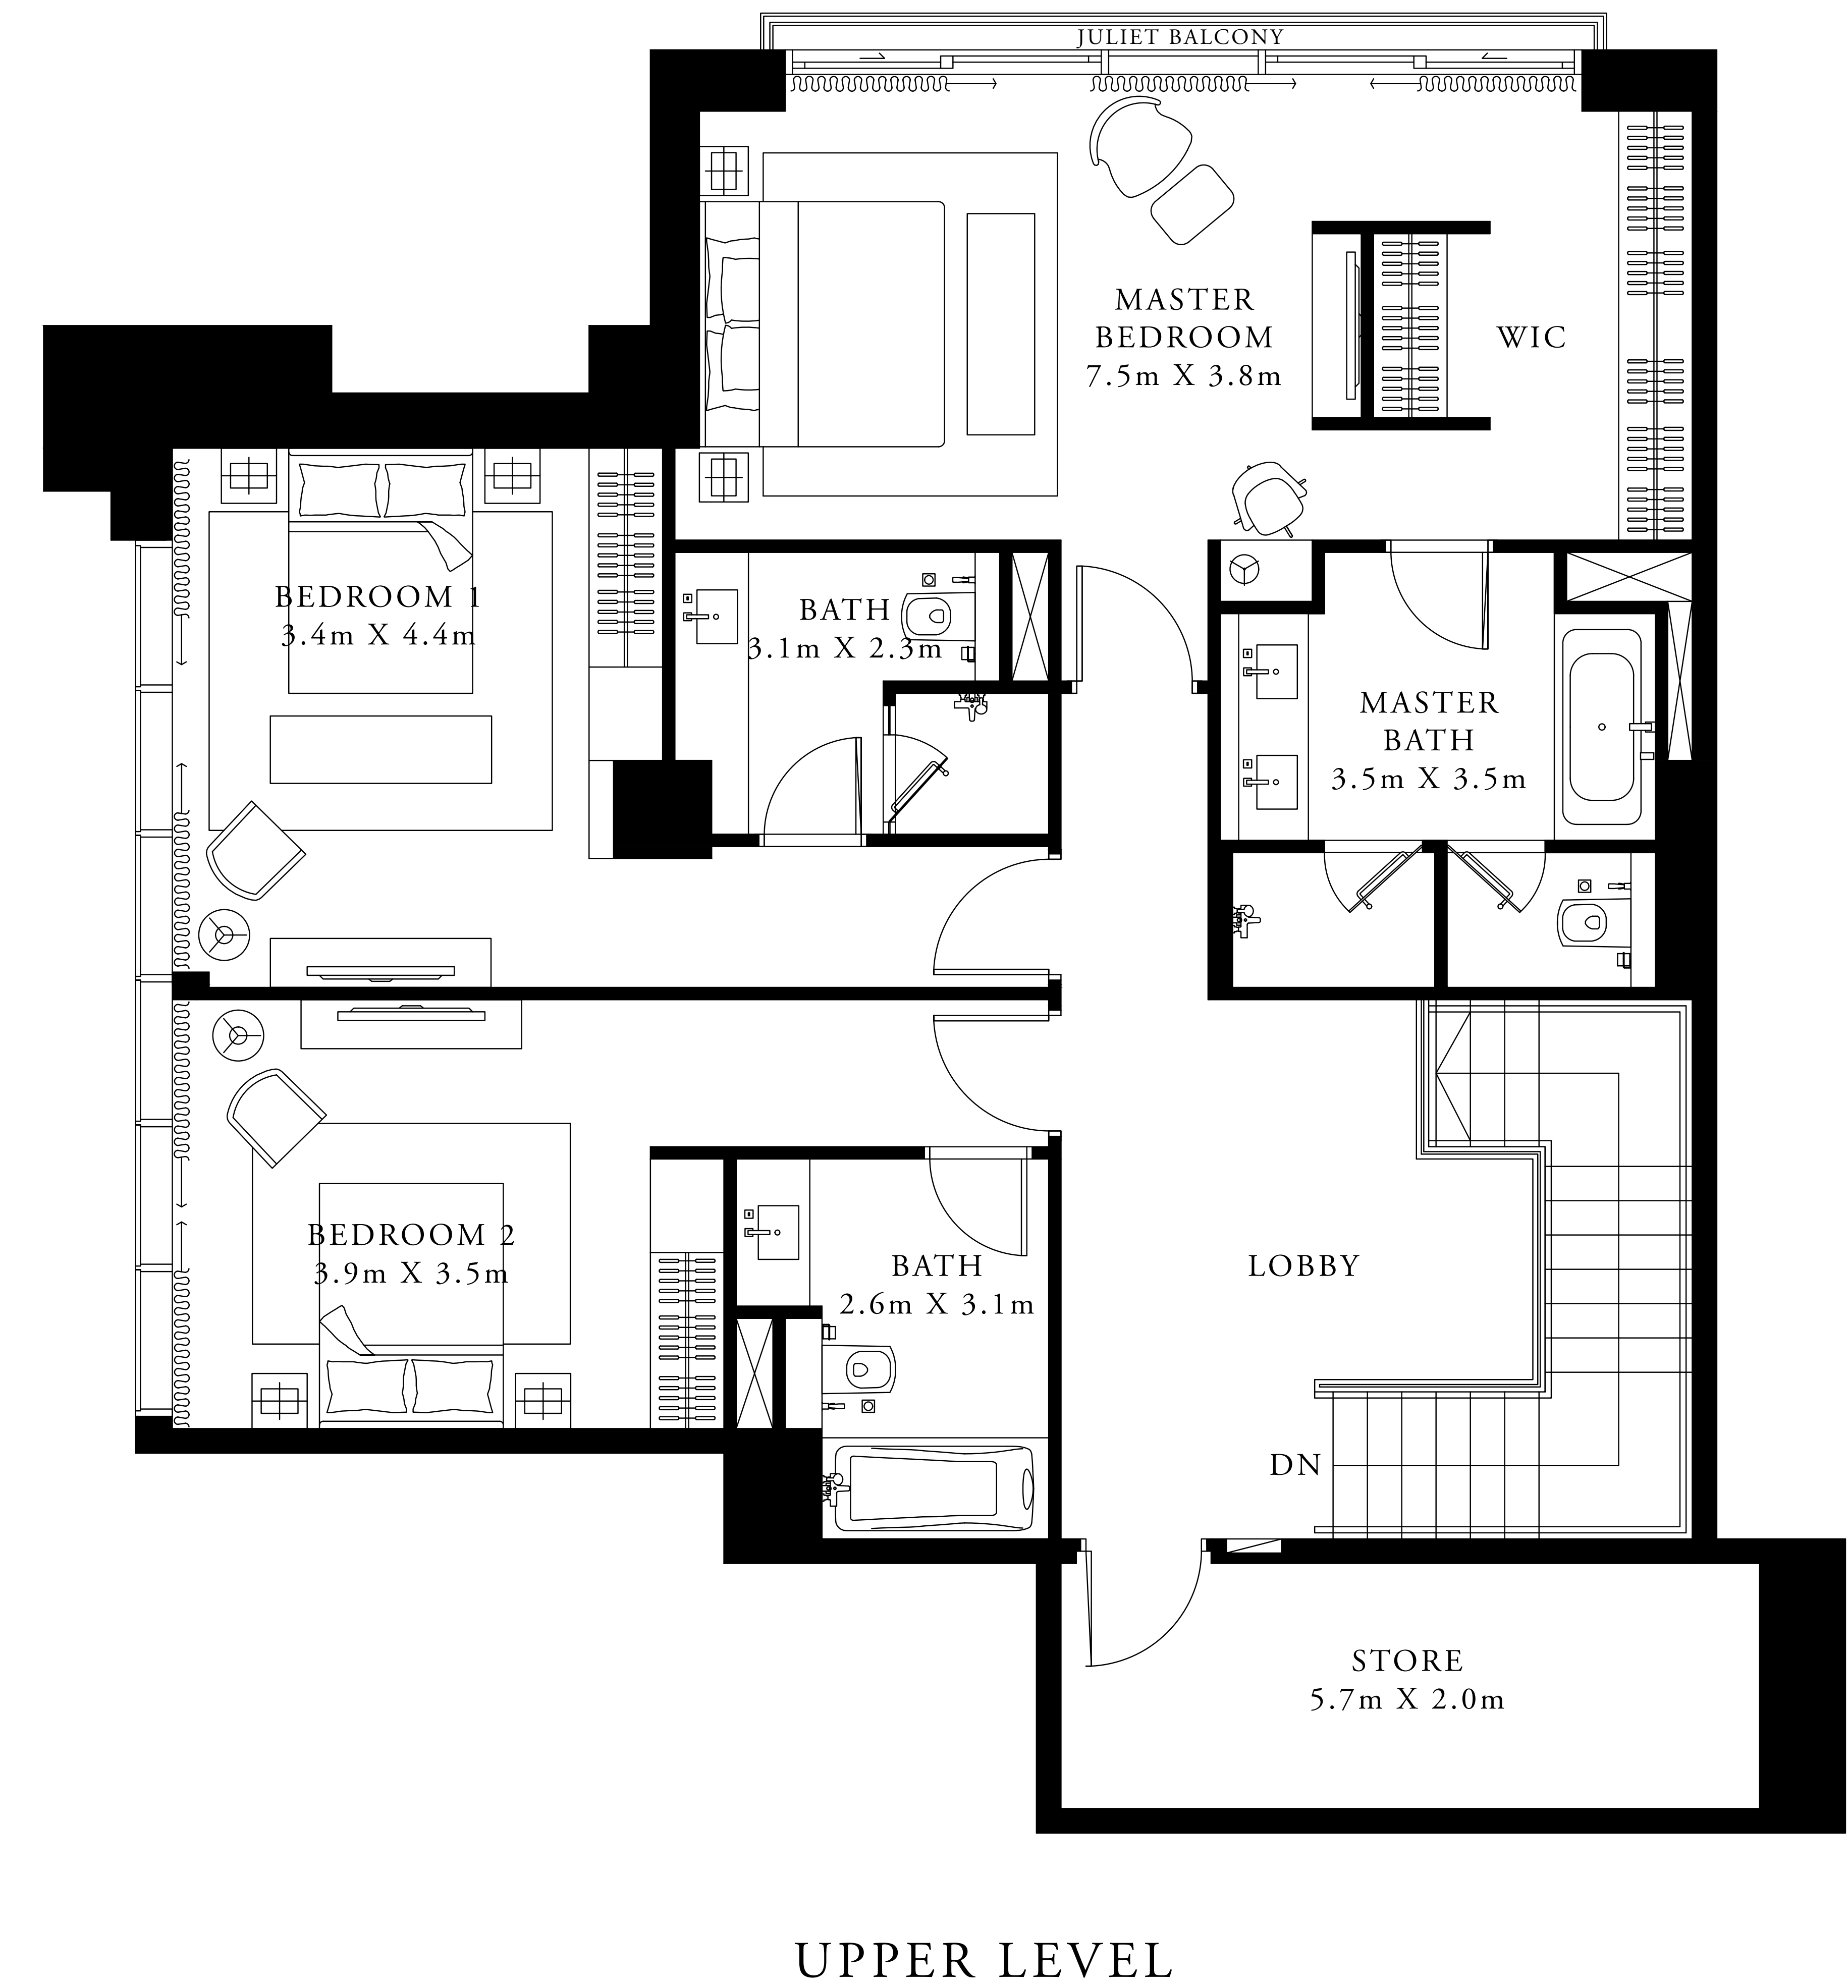 JULIET BALCONY
MASTER
BEDROOM
7.5m X 3.8m
WIC
BEDROOM 1
3.4m X 4.4m
BATH
3.1m X 2.3m
MASTER
BATH
3.5m X 3.5m
BEDROOM 2
3.9m X 3.5m
BATH
2.6m X 3.1m
LOBBY
DN
STORE
5.7m X 2.0m
UPPER LEVEL